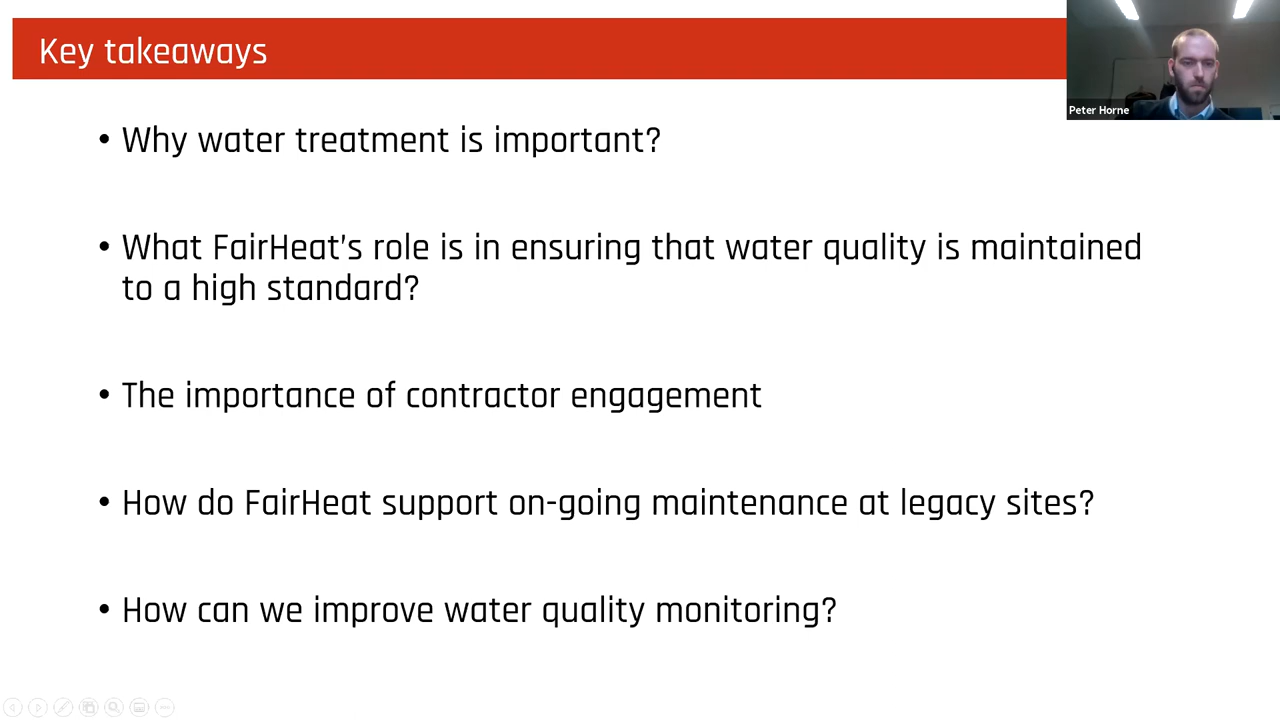 Key takeaways
Peter Horne
• Why water treatment is important?
• What FairHeat’s role is in ensuring that water quality is maintained
to a high standard?
• The importance of contractor engagement
• How do FairHeat support on-going maintenance at legacy sites?
• How can we improve water quality monitoring?